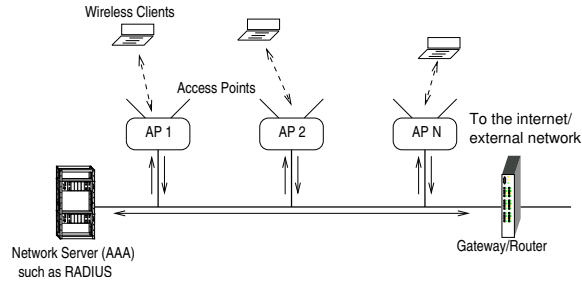 Wireless Clients
Access Points
AP 1
AP 2
AP N
To the internet/
external network
Network Server (AAA)
such as RADIUS
Gateway/Router